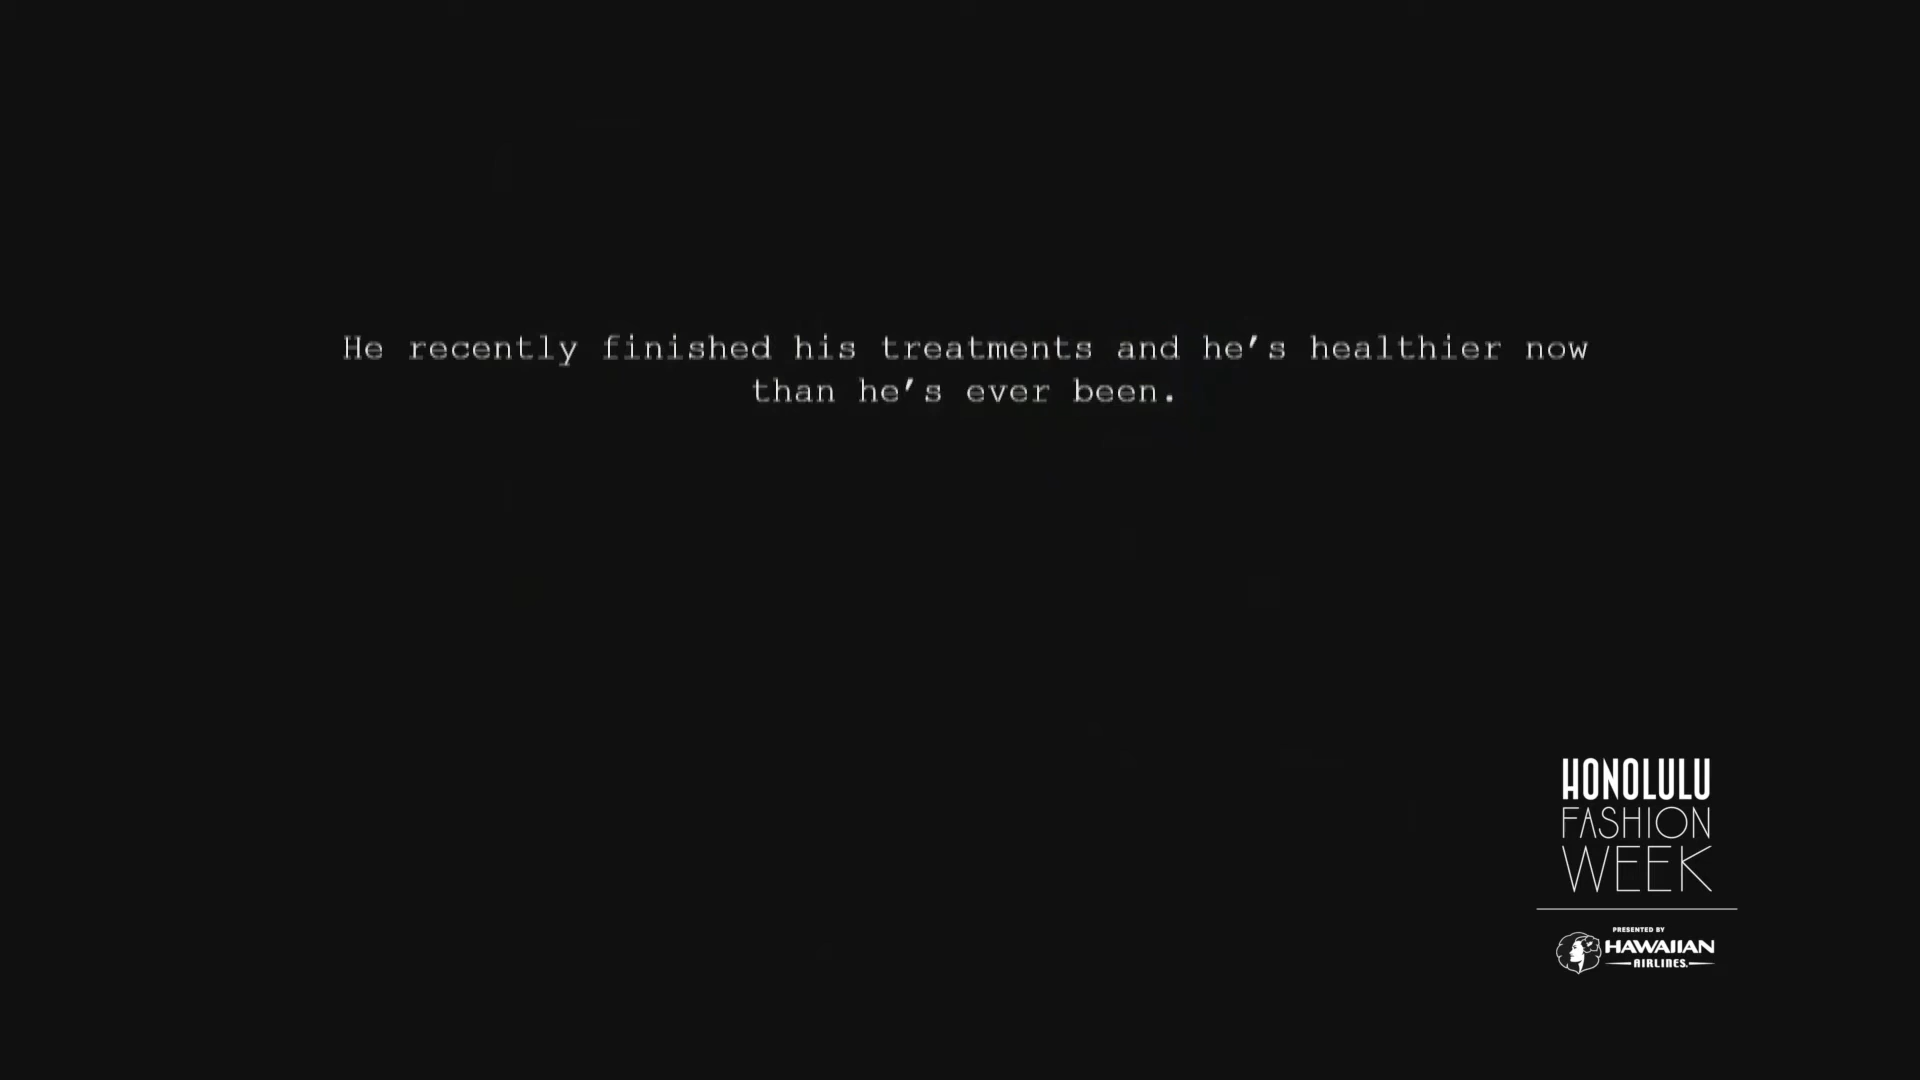 He recently finished his treatments and he's healthier now
than he's ever been.
HONOLULU
FASHION
WEEK
PRESENTED BY
HAWAIIAN
AIRLINES.